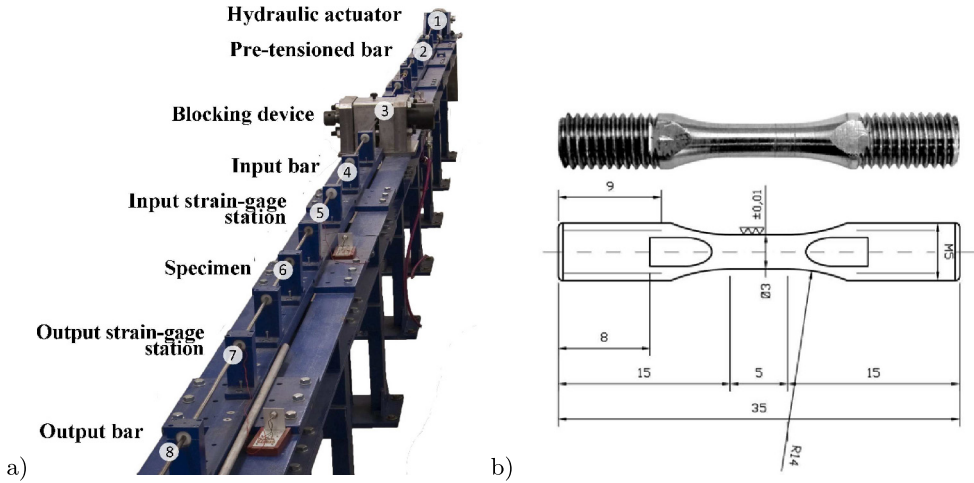 Hydraulic actuator
1
Pre-tensioned bar
2
Blocking device
3
Input bar
4
Input strain-gage
station
5
Specimen
6
Output strain-gage
station
7
Output bar
8
a)
9
±0,01
M5
Ø3
8
15
5
15
35
R14
b)